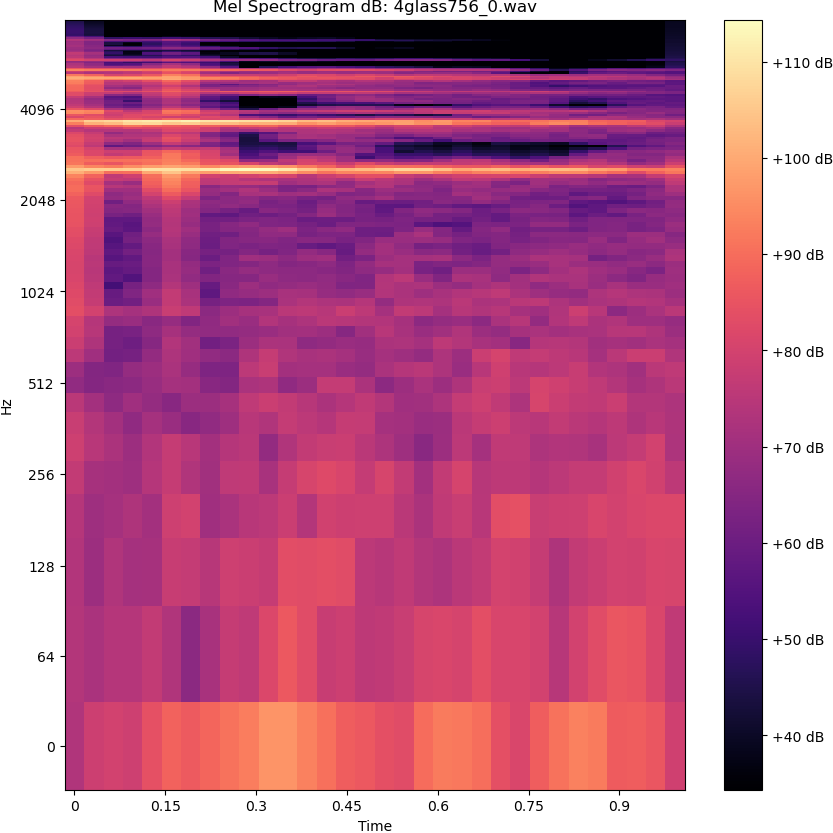 Mel Spectrogram dB: 4glass756_0.wav
+110 dB
4096
+100 dB
2048
+90 dB
1024
+80 dB
512
Hz
+70 dB
256
+60 dB
128
+50 dB
64
+40 dB
0
0 0.15 0.3 0.45 0.6 0.75 0.9
Time